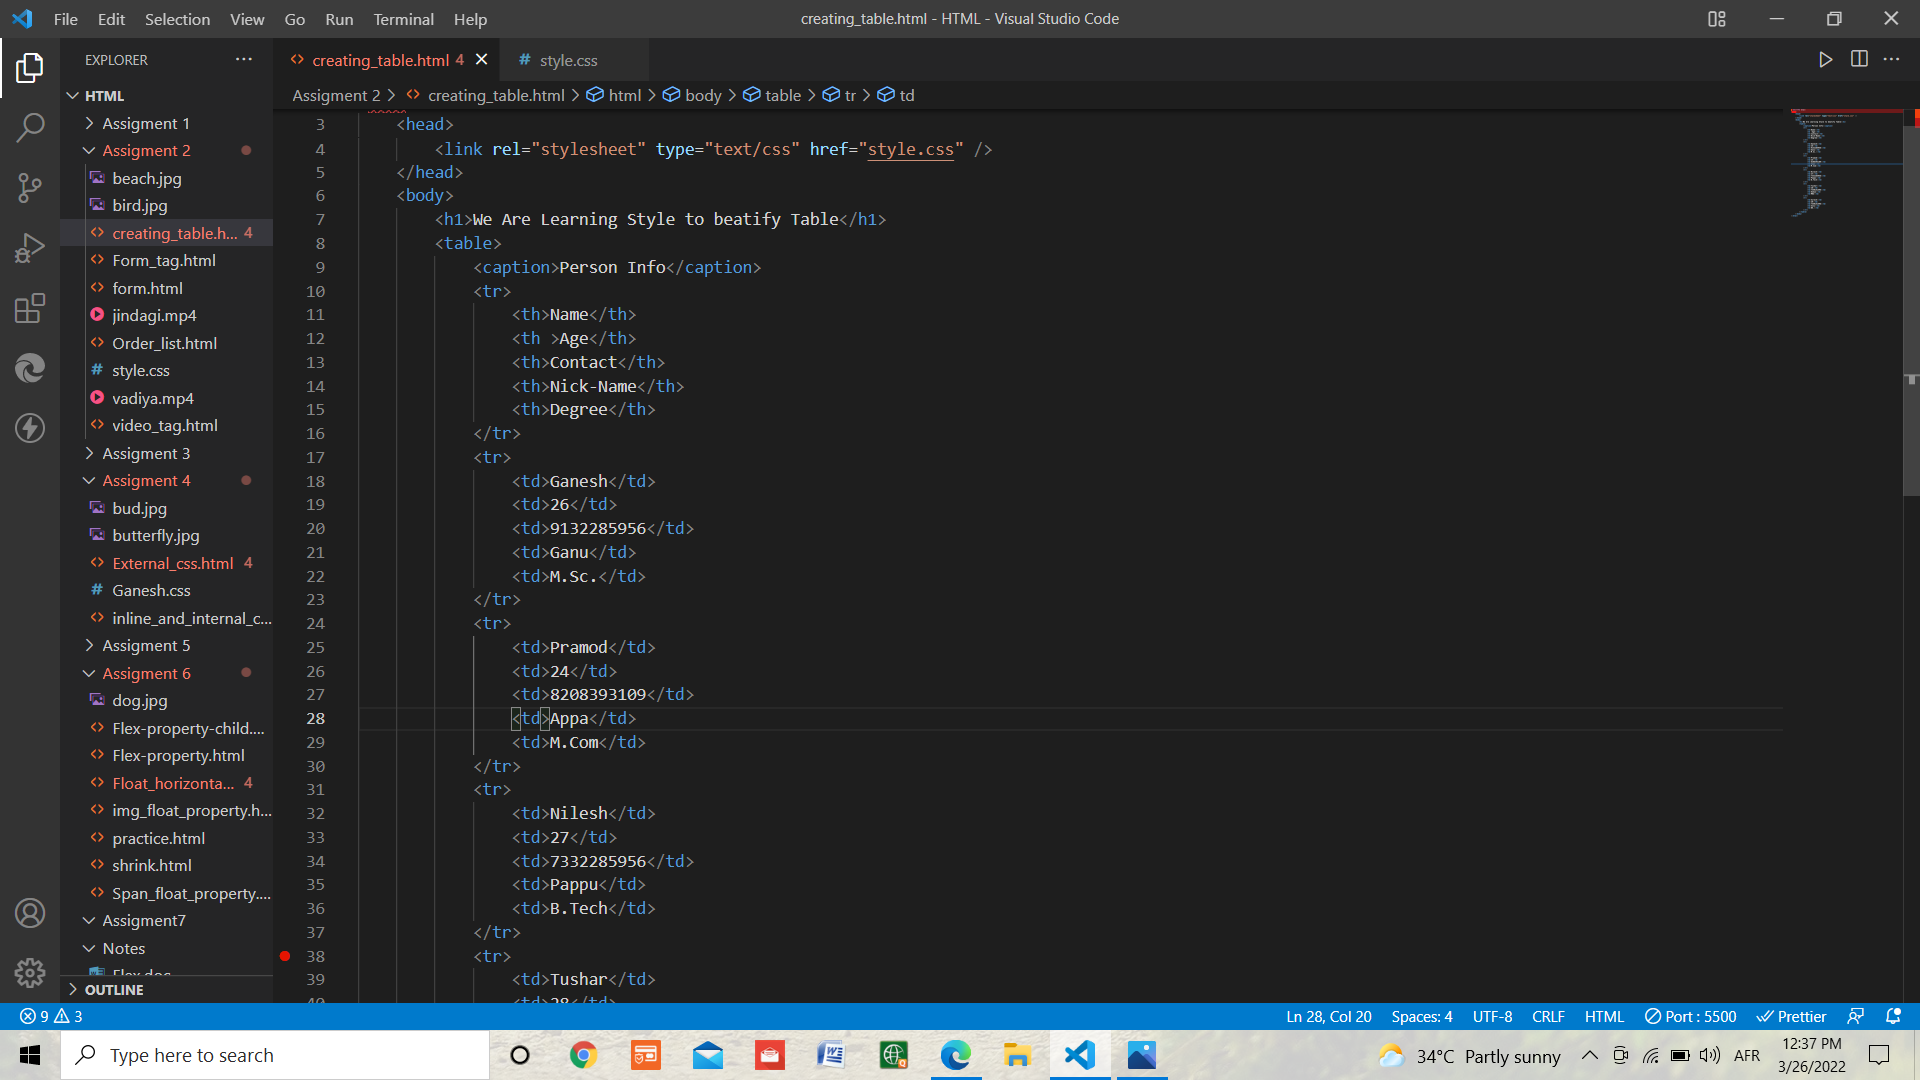 File Edit Selection View Go Run Terminal Help
creating_table.html - HTML - Visual Studio Code
EXPLORER
HTML
Assigment 1
Assigment 2
beach.jpg
bird.jpg
creating_table.h... 4
Form_tag.html
form.html
jindagi.mp4
Order_list.html
style.css
vadiya.mp4
video_tag.html
Assigment 3
Assigment 4
bud.jpg
butterfly.jpg
External_css.html 4
Ganesh.css
inline_and_internal_c...
Assigment 5
Assigment 6
dog.jpg
Flex-property-child....
Flex-property.html
Float_horizonta... 4
img_float_property.h...
practice.html
shrink.html
Span_float_property....
Assigment7
Notes
Flex.doc
OUTLINE
creating_table.html 4
style.css
Assigment 2 > creating_table.html > html > body > table > tr > td
3 <head>
4 <link rel="stylesheet" type="text/css" href="style.css" />
5 </head>
6 <body>
7 <h1>We Are Learning Style to beatify Table</h1>
8 <table>
9 <caption>Person Info</caption>
10 <tr>
11 <th>Name</th>
12 <th >Age</th>
13 <th>Contact</th>
14 <th>Nick-Name</th>
15 <th>Degree</th>
16 </tr>
17 <tr>
18 <td>Ganesh</td>
19 <td>26</td>
20 <td>9132285956</td>
21 <td>Ganu</td>
22 <td>M.Sc.</td>
23 </tr>
24 <tr>
25 <td>Pramod</td>
26 <td>24</td>
27 <td>8208393109</td>
28 <td>Appa</td>
29 <td>M.Com</td>
30 </tr>
31 <tr>
32 <td>Nilesh</td>
33 <td>27</td>
34 <td>7332285956</td>
35 <td>Pappu</td>
36 <td>B.Tech</td>
37 </tr>
38 <tr>
39 <td>Tushar</td>
40 <td>28</td>
9 3
Ln 28, Col 20 Spaces: 4 UTF-8 CRLF HTML Port : 5500 Prettier
Type here to search
34°C Partly sunny
AFR
12:37 PM
3/26/2022